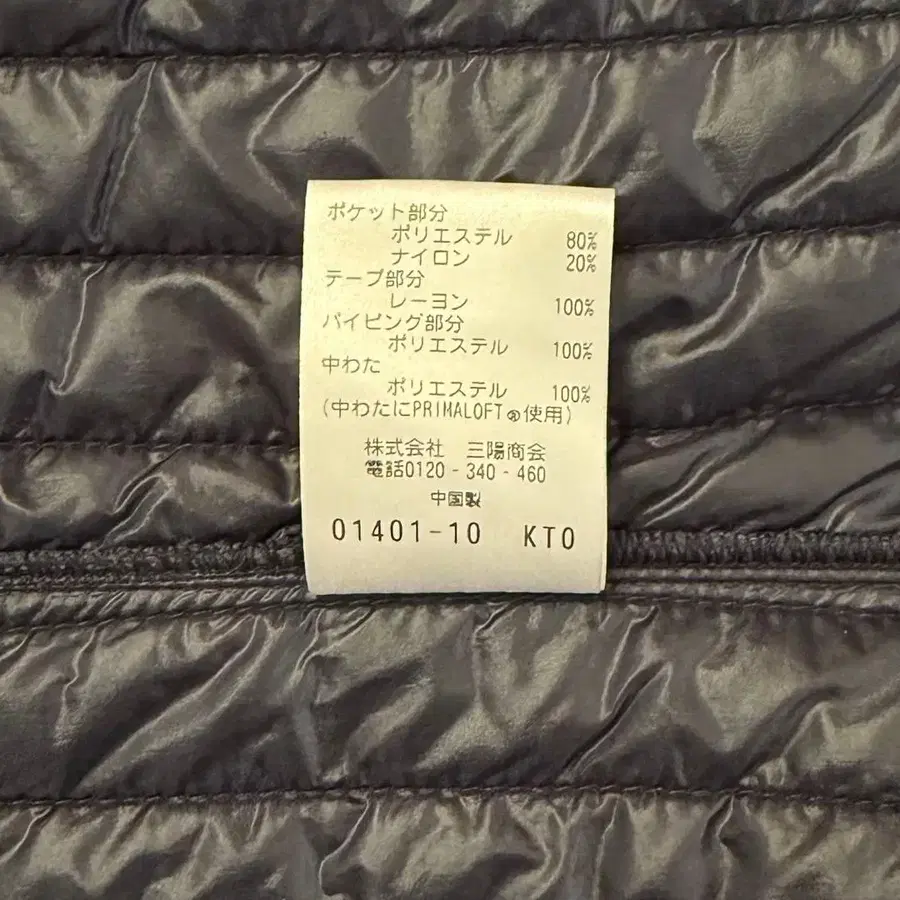 ポケット部分
ポリエステル 80%
ナイロン 20%
テープ部分
レーヨン 100%
パイピング部分
ポリエステル 100%
中わた
ポリエステル 100%
(中わたにPRIMALOFT®使用)
株式会社 三陽商会
電話0120-340-460
中国製
01401-10 KTO